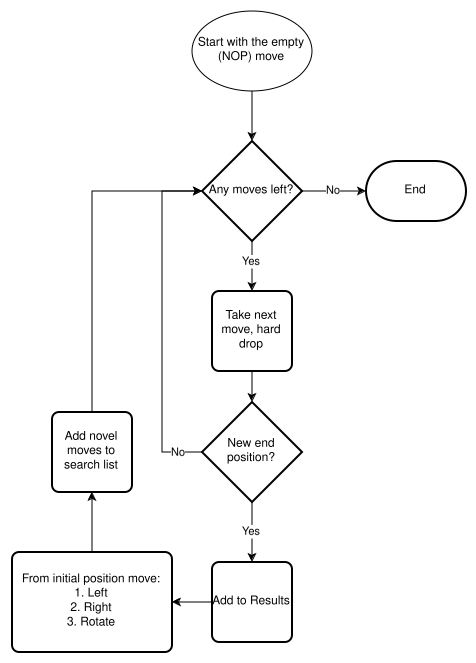 Start with the empty
(NOP) move
Any moves left?
No
End
Yes
Take next
move, hard
drop
New end
position?
No
Yes
Add to Results
From initial position move:
1. Left
2. Right
3. Rotate
Add novel
moves to
search list